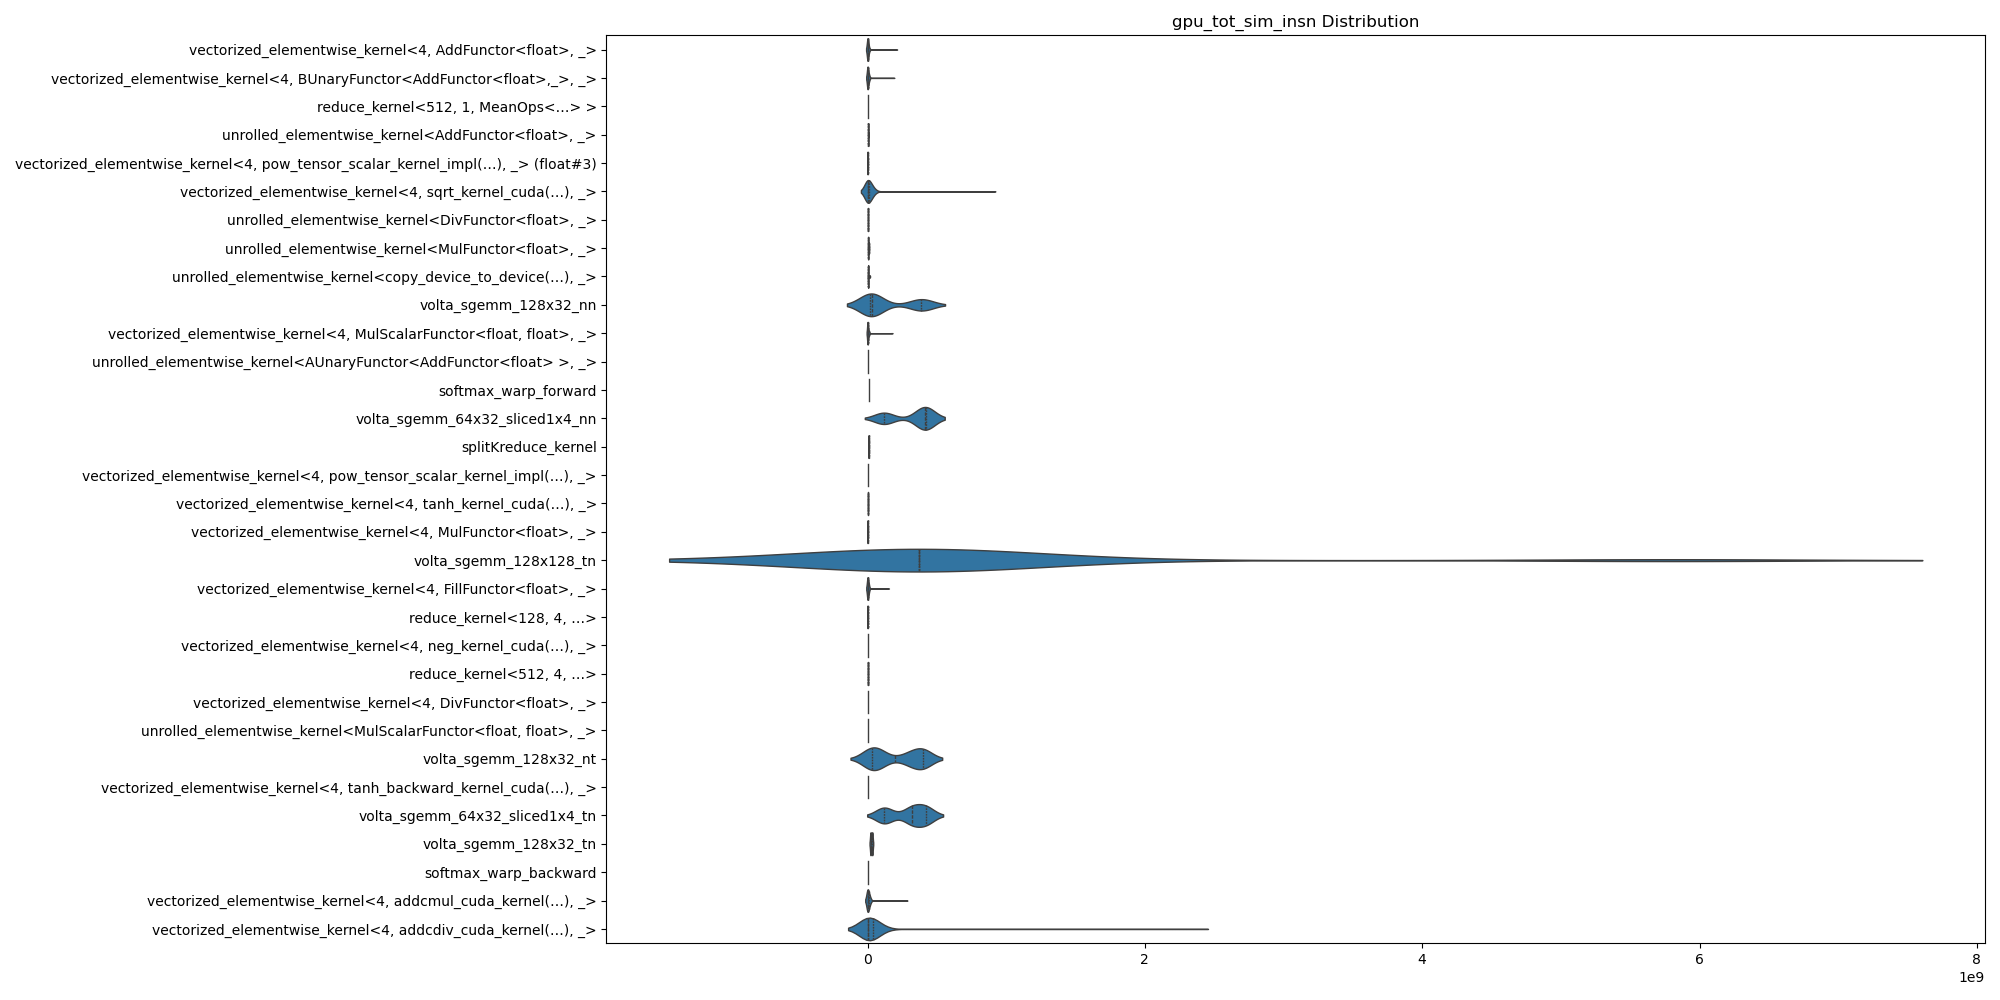 gpu_tot_sim_insn Distribution
vectorized_elementwise_kernel<4, AddFunctor<float>, _>
vectorized_elementwise_kernel<4, BUnaryFunctor<AddFunctor<float>,_>, _>
reduce_kernel<512, 1, MeanOps<...> >
unrolled_elementwise_kernel<AddFunctor<float>, _>
vectorized_elementwise_kernel<4, pow_tensor_scalar_kernel_impl(...), _> (float#3)
vectorized_elementwise_kernel<4, sqrt_kernel_cuda(...), _>
unrolled_elementwise_kernel<DivFunctor<float>, _>
unrolled_elementwise_kernel<MulFunctor<float>, _>
unrolled_elementwise_kernel<copy_device_to_device(...), _>
volta_sgemm_128x32_nn
vectorized_elementwise_kernel<4, MulScalarFunctor<float, float>, _>
unrolled_elementwise_kernel<AUnaryFunctor<AddFunctor<float> >, _>
softmax_warp_forward
volta_sgemm_64x32_sliced1x4_nn
splitKreduce_kernel
vectorized_elementwise_kernel<4, pow_tensor_scalar_kernel_impl(...), _>
vectorized_elementwise_kernel<4, tanh_kernel_cuda(...), _>
vectorized_elementwise_kernel<4, MulFunctor<float>, _>
volta_sgemm_128x128_tn
vectorized_elementwise_kernel<4, FillFunctor<float>, _>
reduce_kernel<128, 4, ...>
vectorized_elementwise_kernel<4, neg_kernel_cuda(...), _>
reduce_kernel<512, 4, ...>
vectorized_elementwise_kernel<4, DivFunctor<float>, _>
unrolled_elementwise_kernel<MulScalarFunctor<float, float>, _>
volta_sgemm_128x32_nt
vectorized_elementwise_kernel<4, tanh_backward_kernel_cuda(...), _>
volta_sgemm_64x32_sliced1x4_tn
volta_sgemm_128x32_tn
softmax_warp_backward
vectorized_elementwise_kernel<4, addcmul_cuda_kernel(...), _>
vectorized_elementwise_kernel<4, addcdiv_cuda_kernel(...), _>
0 2 4 6 8
1e9